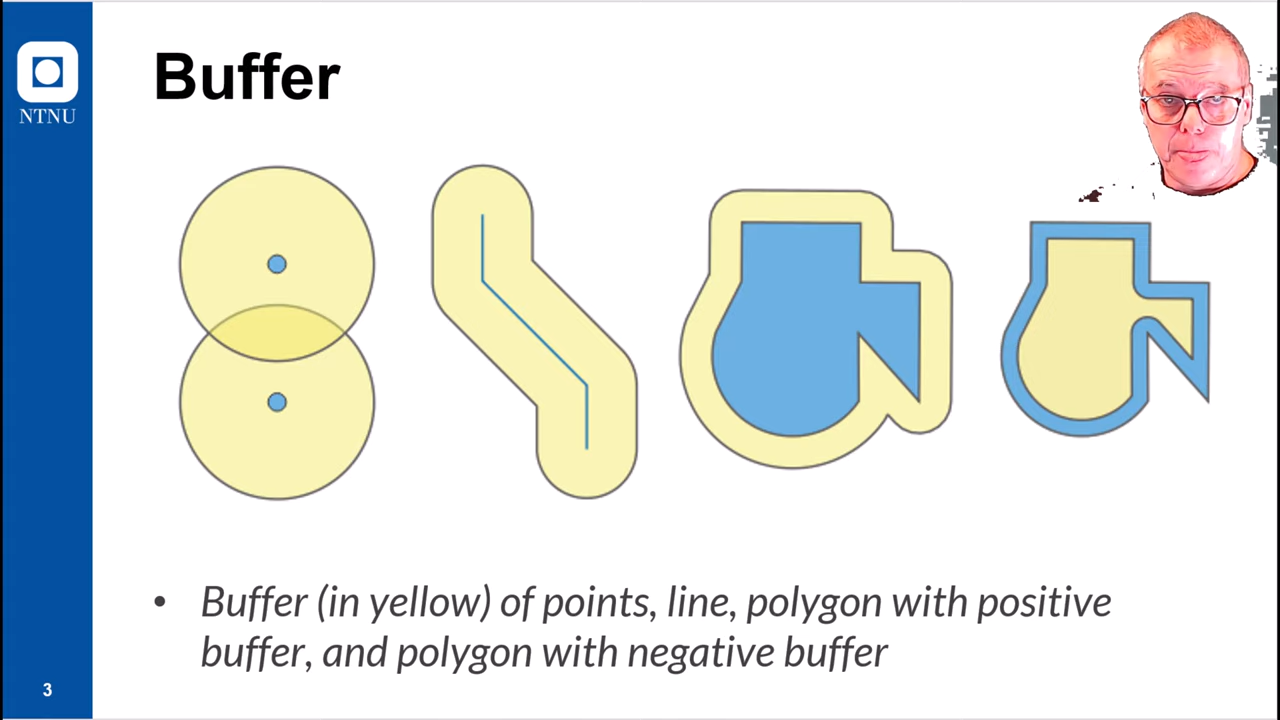 Buffer
NTNU
• Buffer (in yellow) of points, line, polygon with positive
buffer, and polygon with negative buffer
3